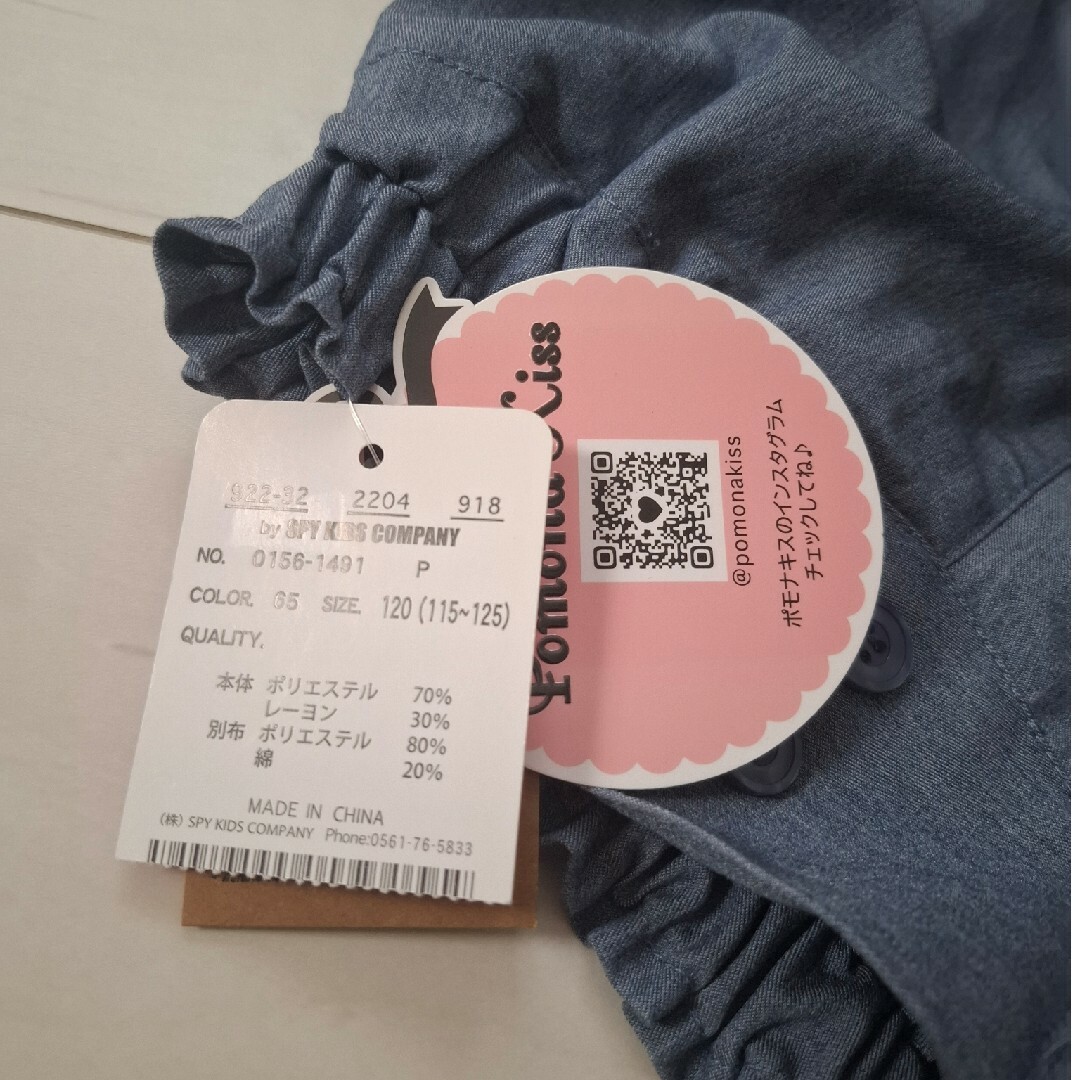 922-32 2204 918
by SPY KIDS COMPANY
NO. 0156-1491 P
COLOR. 65 SIZE. 120 (115~125)
QUALITY.
本体 ポリエステル 70%
レーヨン 30%
別布 ポリエステル 80%
綿 20%
MADE IN CHINA
(株) SPY KIDS COMPANY Phone:0561-76-5833
Pomona Kiss
@pomonakiss
ポモナキスのインスタグラム
チェックしてね♪